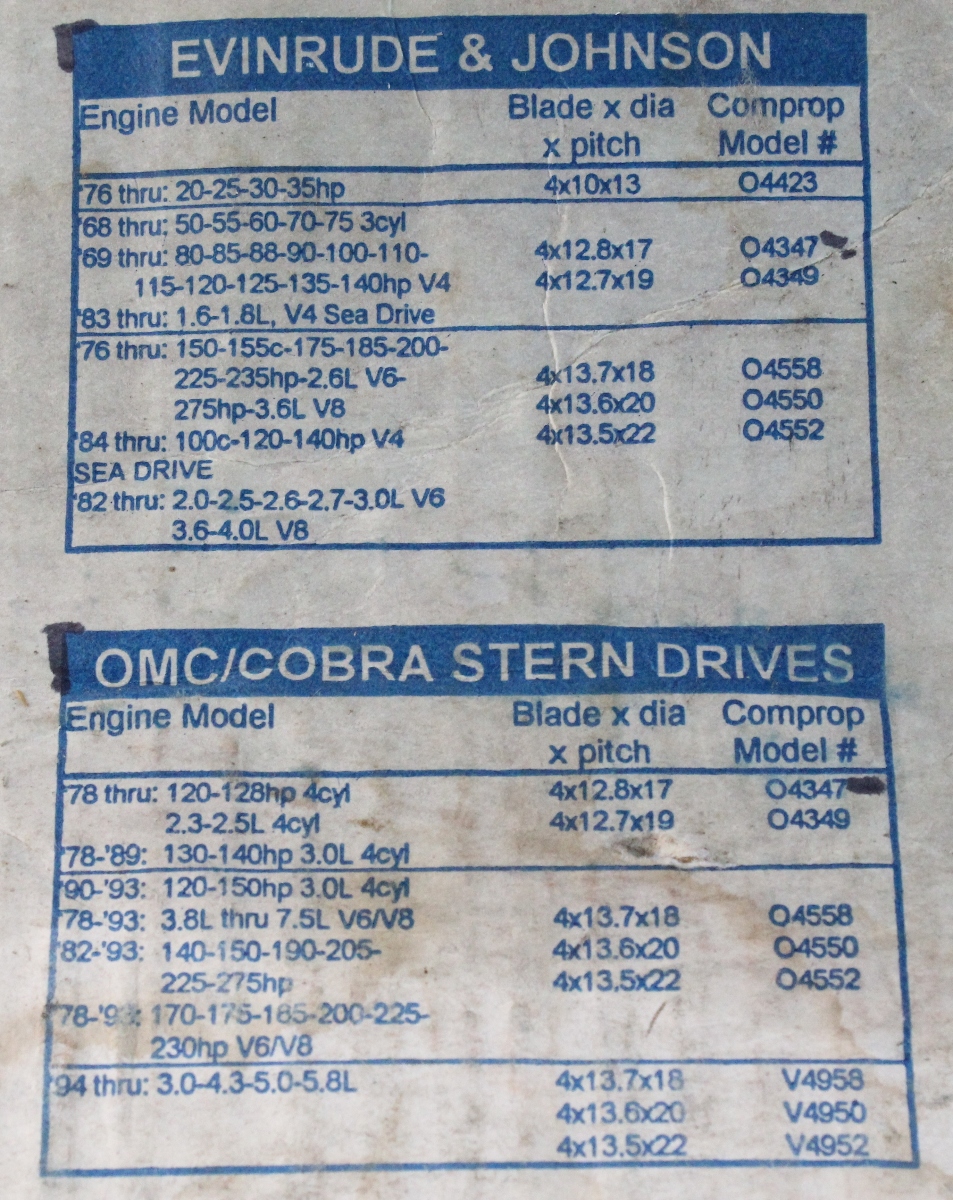 EVINRUDE & JOHNSON
Engine Model Blade x dia Comprop
x pitch Model #
'76 thru: 20-25-30-35hp 4x10x13 O4423
'68 thru: 50-55-60-70-75 3cyl
'69 thru: 80-85-88-90-100-110- 4x12.8x17 O4347
115-120-125-135-140hp V4 4x12.7x19 O4349
'83 thru: 1.6-1.8L, V4 Sea Drive
'76 thru: 150-155c-175-185-200-
225-235hp-2.6L V6- 4x13.7x18 O4558
275hp-3.6L V8 4x13.6x20 O4550
'84 thru: 100c-120-140hp V4 4x13.5x22 O4552
SEA DRIVE
'82 thru: 2.0-2.5-2.6-2.7-3.0L V6
3.6-4.0L V8
OMC/COBRA STERN DRIVES
Engine Model Blade x dia Comprop
x pitch Model #
'78 thru: 120-128hp 4cyl 4x12.8x17 O4347
2.3-2.5L 4cyl 4x12.7x19 O4349
'78-'89: 130-140hp 3.0L 4cyl
'90-'93: 120-150hp 3.0L 4cyl
'78-'93: 3.8L thru 7.5L V6/V8 4x13.7x18 O4558
'82-'93: 140-150-190-205- 4x13.6x20 O4550
225-275hp 4x13.5x22 O4552
170-175-185-200-225-
230hp V6/V8
'94 thru: 3.0-4.3-5.0-5.8L 4x13.7x18 V4958
4x13.6x20 V4950
4x13.5x22 V4952